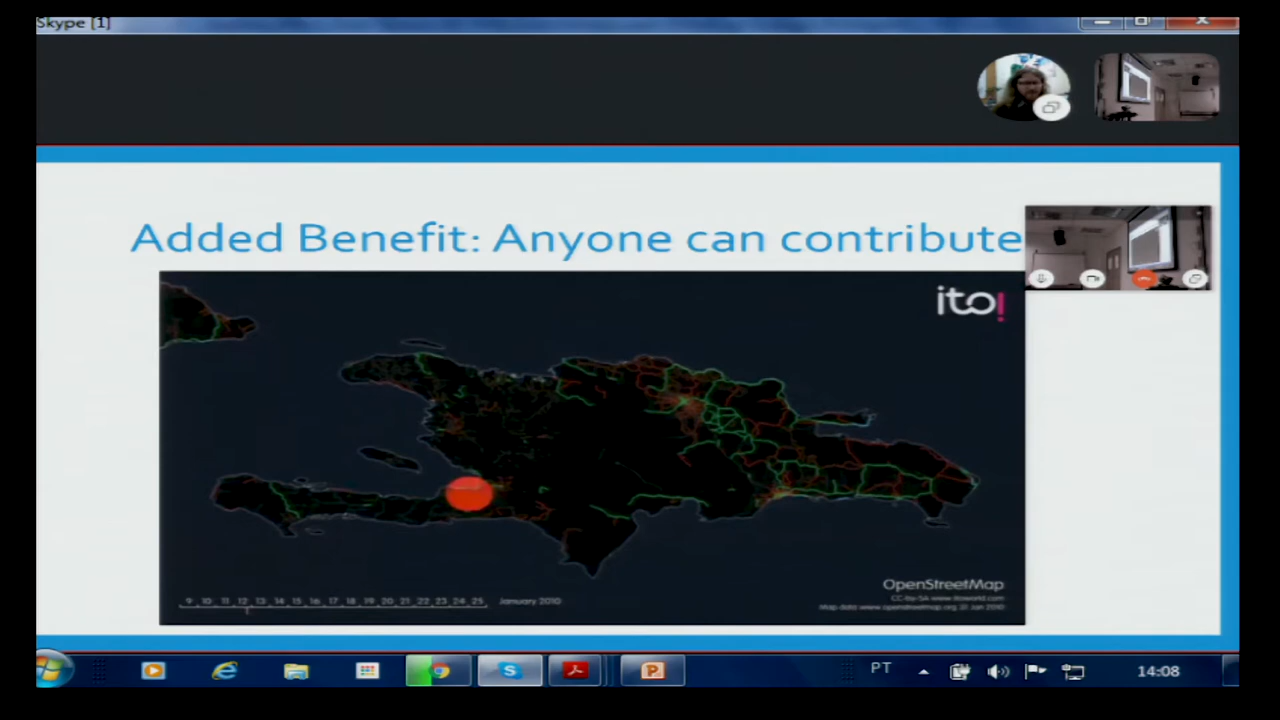 Skype [1]
Added Benefit: Anyone can contribute
ito!
OpenStreetMap
CC-by-SA www.itoworld.com
Map data www.openstreetmap.org 31 Jan 2010
9 10 11 12 13 14 15 16 17 18 19 20 21 22 23 24 25 January 2010
PT
14:08